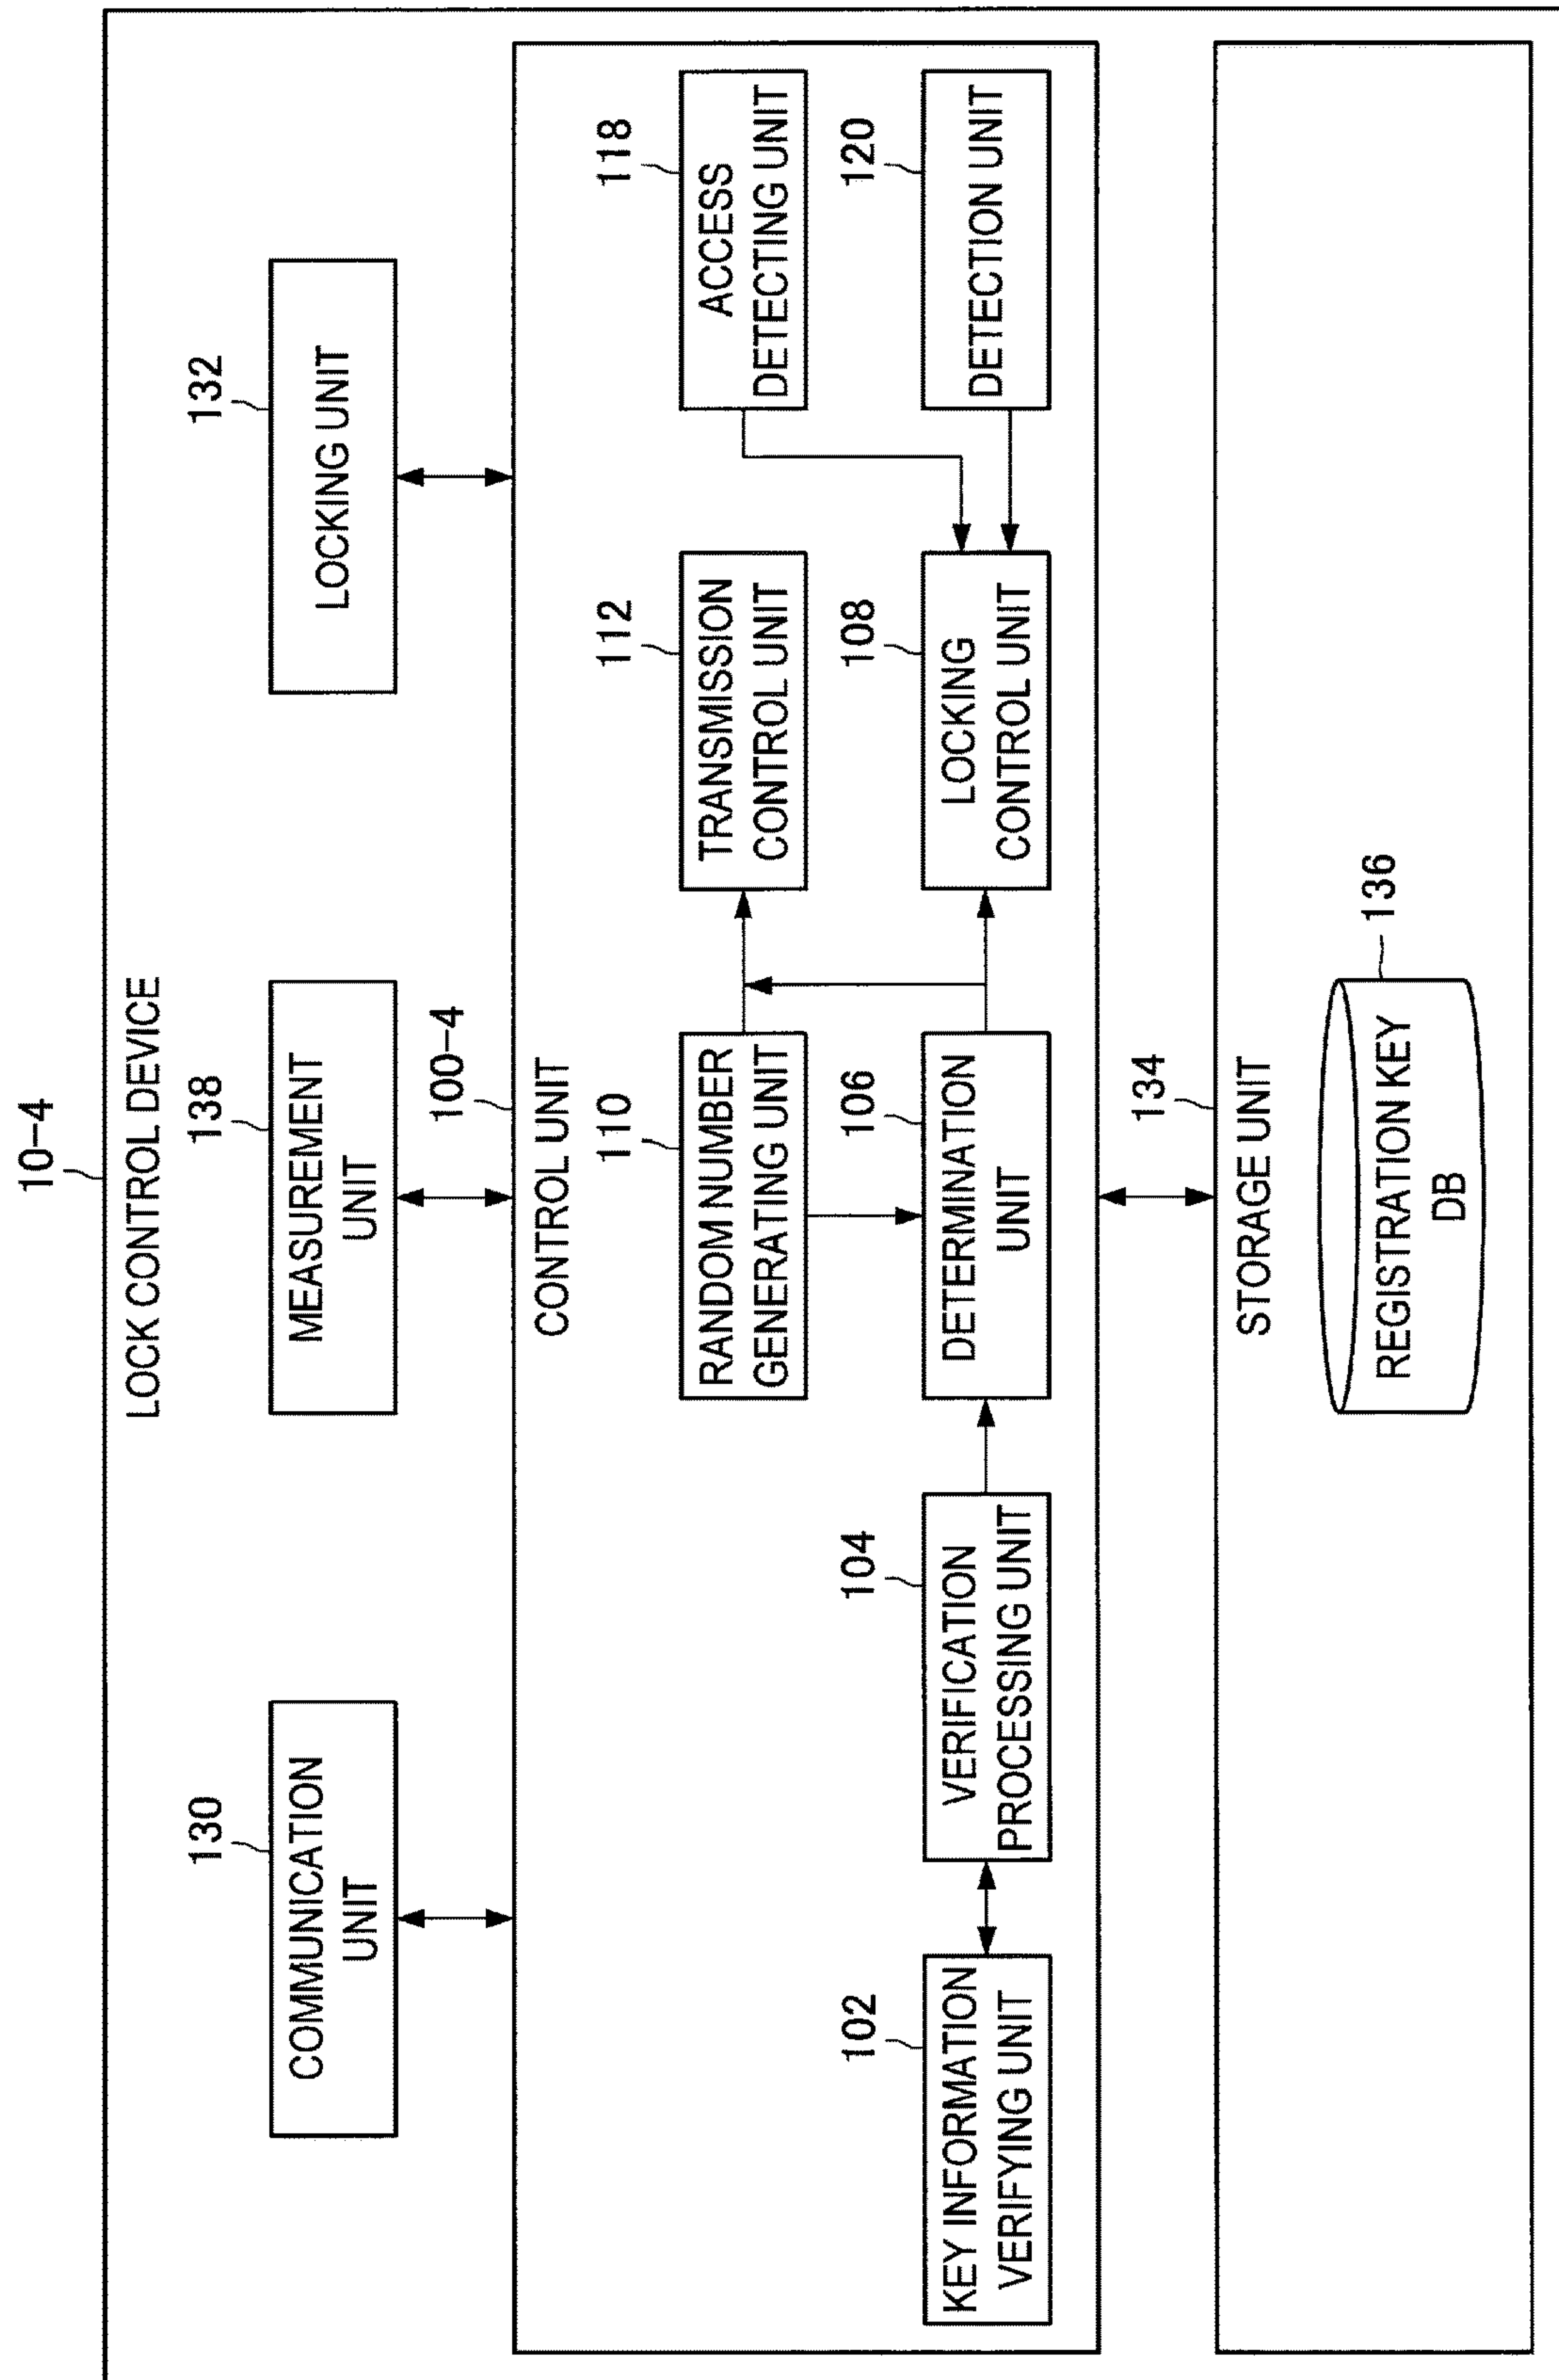 10-4
LOCK CONTROL DEVICE
130
COMMUNICATION
UNIT
138
MEASUREMENT
UNIT
132
LOCKING UNIT
100-4
CONTROL UNIT
110
RANDOM NUMBER
GENERATING UNIT
112
TRANSMISSION
CONTROL UNIT
118
ACCESS
DETECTING UNIT
102
KEY INFORMATION
VERIFYING UNIT
104
VERIFICATION
PROCESSING UNIT
106
DETERMINATION
UNIT
108
LOCKING
CONTROL UNIT
120
DETECTION UNIT
134
STORAGE UNIT
136
REGISTRATION KEY
DB